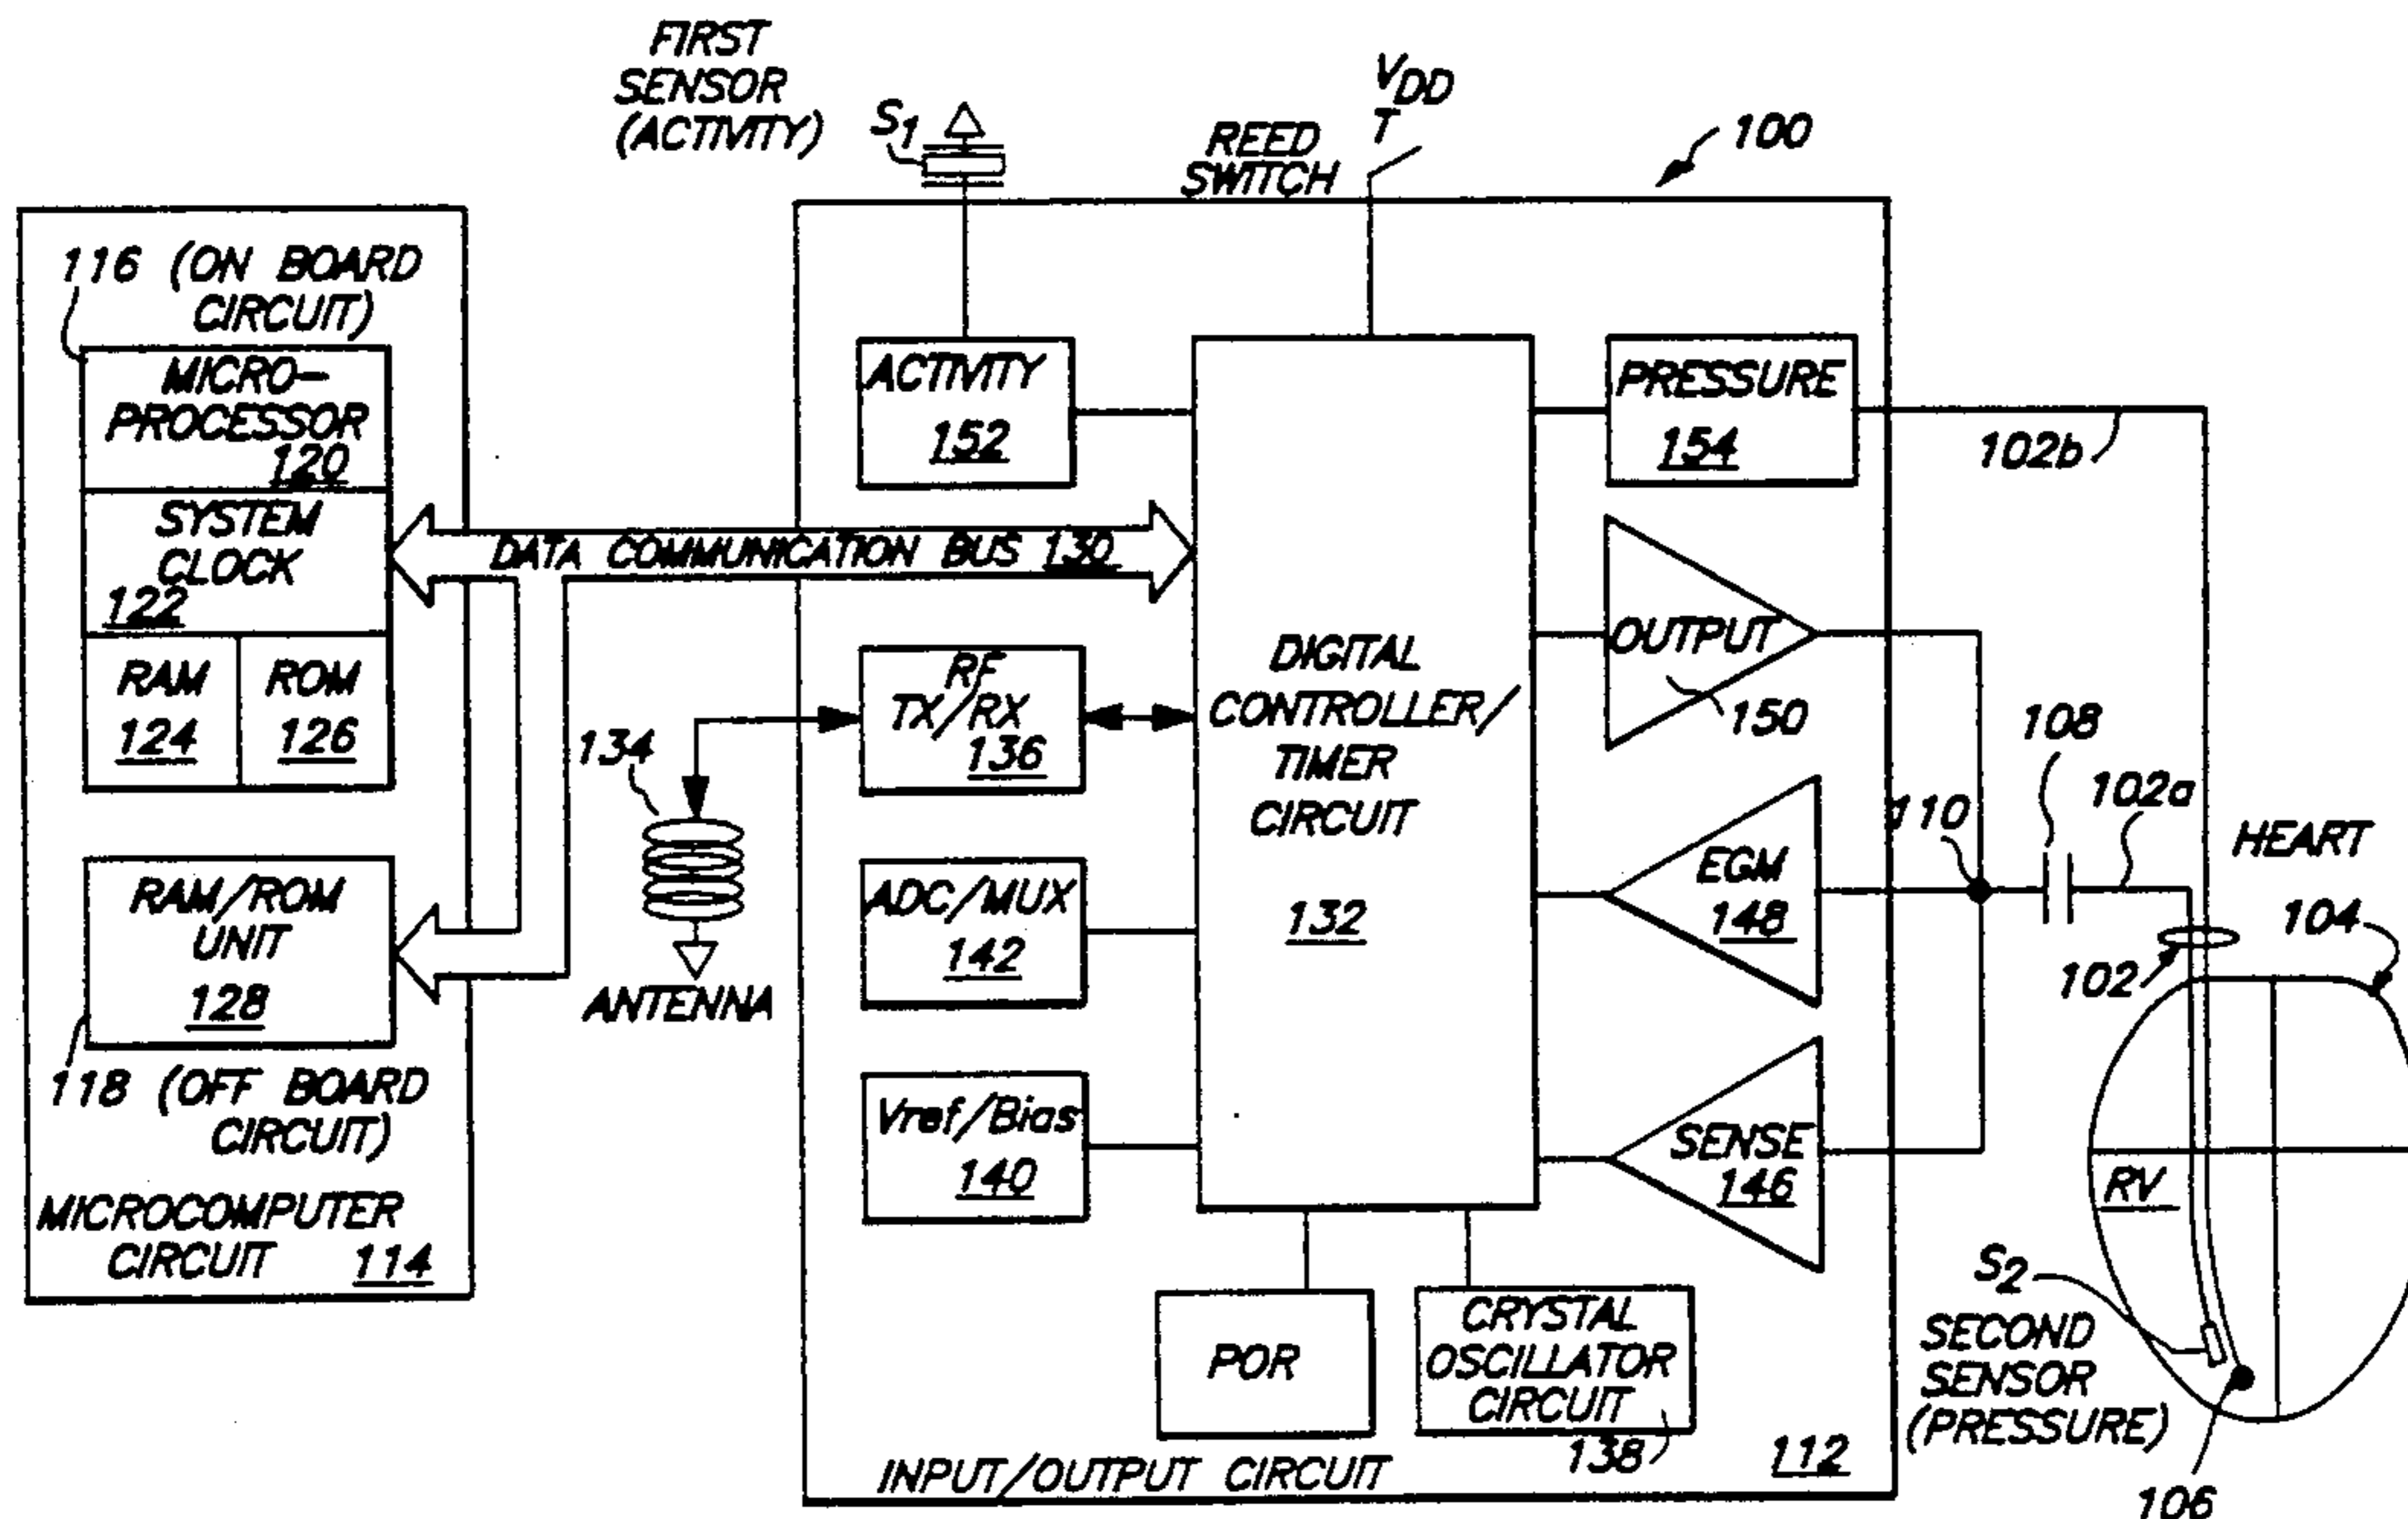 FIRST
SENSOR
(ACTIVITY)
S1
REED
SWITCH
VDD
T
100
116 (ON BOARD
CIRCUIT)
MICRO-
PROCESSOR
120
SYSTEM
CLOCK
122
RAM
124
ROM
126
RAM/ROM
UNIT
128
118 (OFF BOARD
CIRCUIT)
MICROCOMPUTER
CIRCUIT 114
DATA COMMUNICATION BUS 130
134
ANTENNA
ACTIVITY
152
RF
TX/RX
136
ADC/MUX
142
Vref/Bias
140
DIGITAL
CONTROLLER/
TIMER
CIRCUIT
132
PRESSURE
154
OUTPUT
150
EGM
148
SENSE
146
POR
CRYSTAL
OSCILLATOR
CIRCUIT
138
INPUT/OUTPUT CIRCUIT
112
102b
110
108
102a
HEART
104
102
RV
S2
SECOND
SENSOR
(PRESSURE)
106